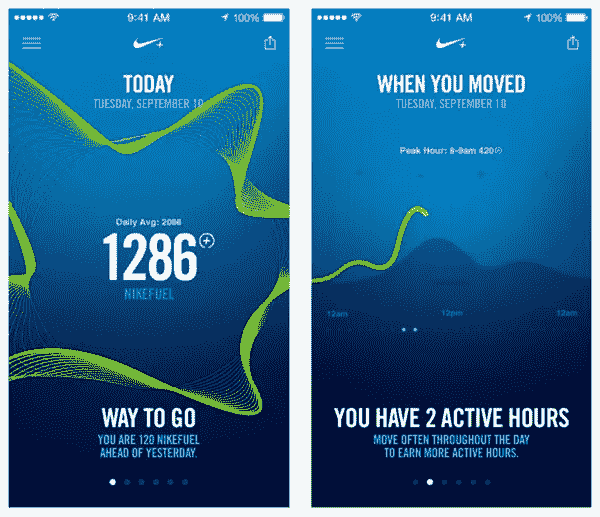 9:41 AM
100%
TODAY
TUESDAY, SEPTEMBER 10
Daily Avg: 2086
1286
NIKEFUEL
WAY TO GO
YOU ARE 120 NIKEFUEL
AHEAD OF YESTERDAY.
9:41 AM
100%
WHEN YOU MOVED
TUESDAY, SEPTEMBER 10
Peak Hour: 8-9am 420
12am
12pm
12am
YOU HAVE 2 ACTIVE HOURS
MOVE OFTEN THROUGHOUT THE DAY
TO EARN MORE ACTIVE HOURS.